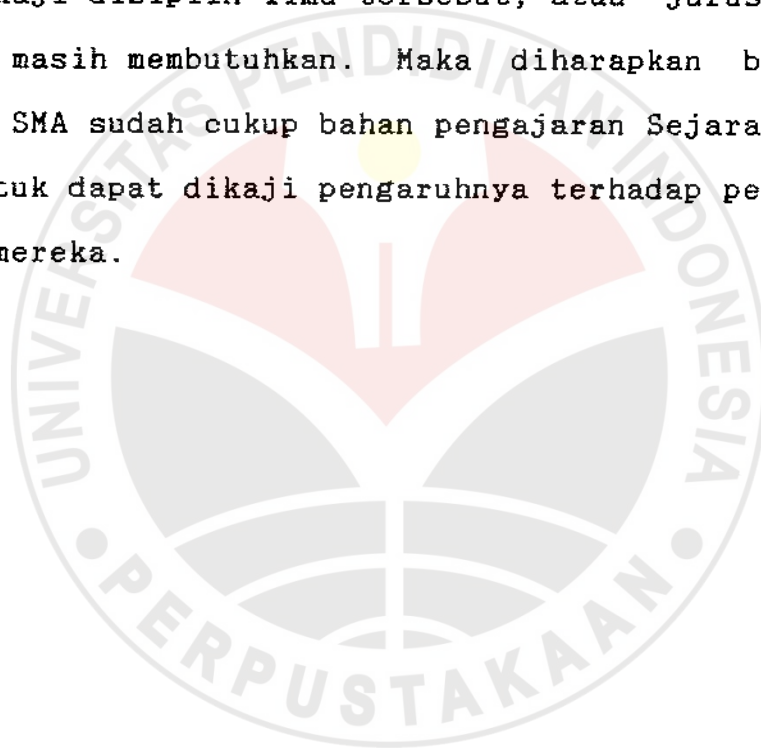 disiplin ilmu tersebut, atau
masih membutuhkan. Maka diharapkan b
SMA sudah cukup bahan pengajaran Sejara
tuk dapat dikaji pengaruhnya terhadap pe
mereka.
UNIVERSITAS PENDIDIKAN INDONESIA
PERPUSTAKAAN